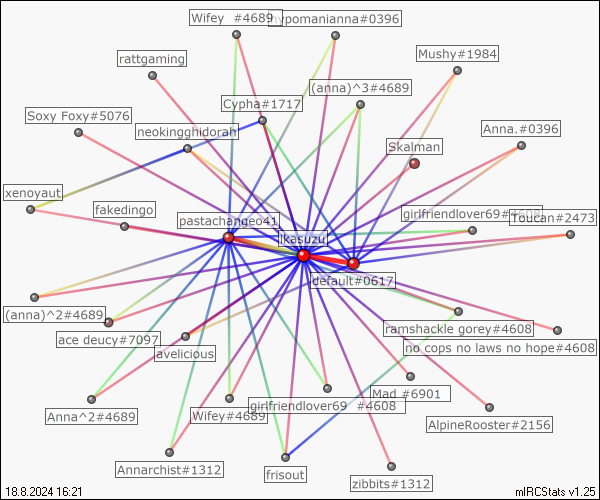 Wifey  #4689
hypomanianna#0396
Mushy#1984
rattgaming
(anna)^3#4689
Cypha#1717
Soxy Foxy#5076
neokingghidorah
Anna.#0396
Skalman
xenoyaut
fakedingo
pastachangeo41
girlfriendlover69#4608
Toucan#2473
ikasuzu
default#0617
(anna)^2#4689
ace deucy#7097
ramshackle gorey#4608
avelicious
no cops no laws no hope#4608
Mad #6901
Anna^2#4689
Wifey#4689
girlfriendlover69  #4608
AlpineRooster#2156
Annarchist#1312
frisout
zibbits#1312
18.8.2024 16:21
mIRCStats v1.25